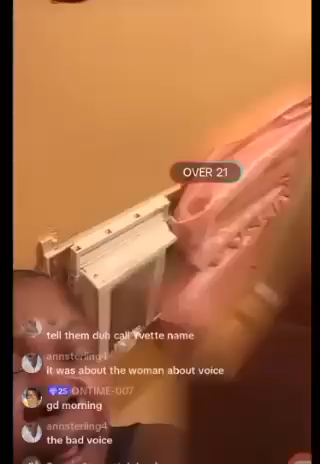 OVER 21
tell them duh call Yvette name
annsterling4
it was about the woman about voice
25 ONTIME-007
gd morning
annsterling4
the bad voice